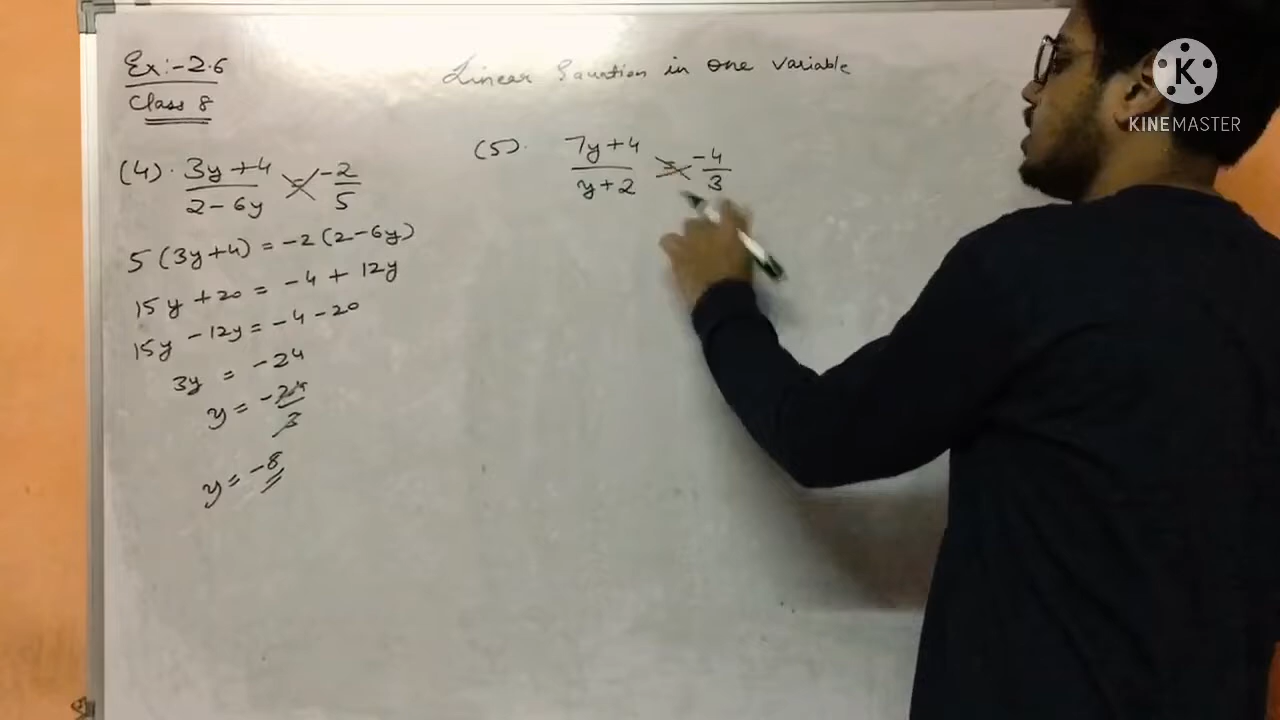 Ex:-2.6
Class 8
Linear Equation in one variable
(4). 3y+4/2-6y = -2/5
5(3y+4) = -2(2-6y)
15y + 20 = -4 + 12y
15y - 12y = -4 - 20
3y = -24
y = -24/3
y = -8
(5). 7y+4/y+2 = -4/3
K
KINEMASTER